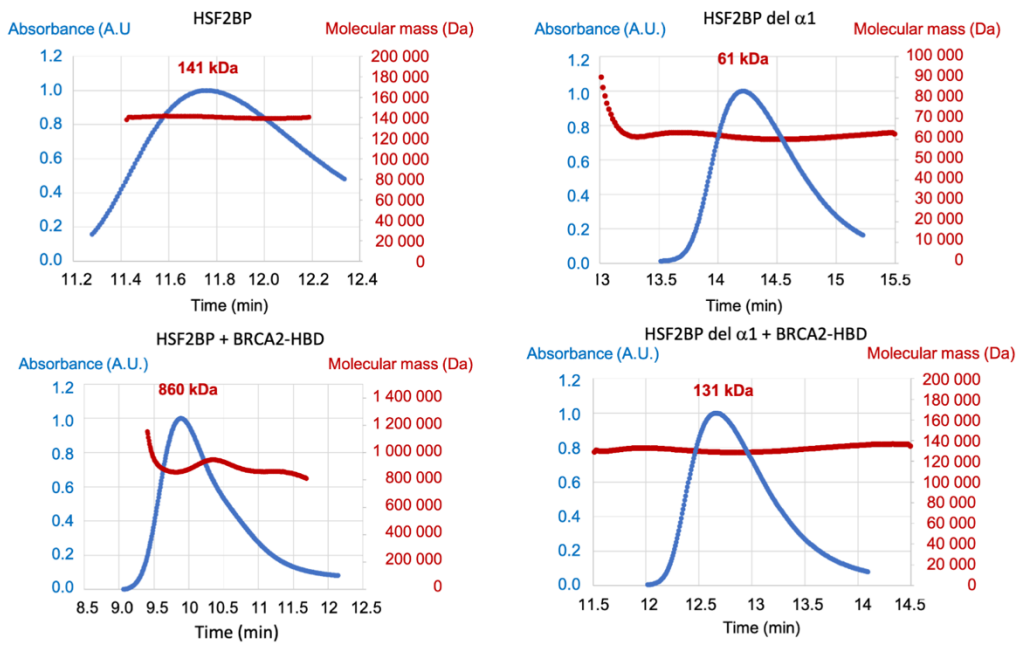 HSF2BP
Absorbance (A.U
Molecular mass (Da)
141 kDa
1.2
1.0
0.8
0.6
0.4
0.2
0.0
200 000
180 000
160 000
140 000
120 000
100 000
80 000
60 000
40 000
20 000
0
11.2 11.4 11.6 11.8 12.0 12.2 12.4
Time (min)
HSF2BP del α1
Absorbance (A.U.)
Molecular mass (Da)
61 kDa
1.2
1.0
0.8
0.6
0.4
0.2
0.0
100 000
90 000
80 000
70 000
60 000
50 000
40 000
30 000
20 000
10 000
0
13 13.5 14 14.5 15 15.5
Time (min)
HSF2BP + BRCA2-HBD
Absorbance (A.U.)
Molecular mass (Da)
860 kDa
1.2
1.0
0.8
0.6
0.4
0.2
0.0
1 400 000
1 200 000
1 000 000
800 000
600 000
400 000
200 000
0
8.5 9.0 9.5 10 10.5 11 11.5 12 12.5
Time (min)
HSF2BP del α1 + BRCA2-HBD
Absorbance (A.U.)
Molecular mass (Da)
131 kDa
1.2
1.0
0.8
0.6
0.4
0.2
0.0
200 000
180 000
160 000
140 000
120 000
100 000
80 000
60 000
40 000
20 000
0
11.5 12 12.5 13 13.5 14 14.5
Time (min)